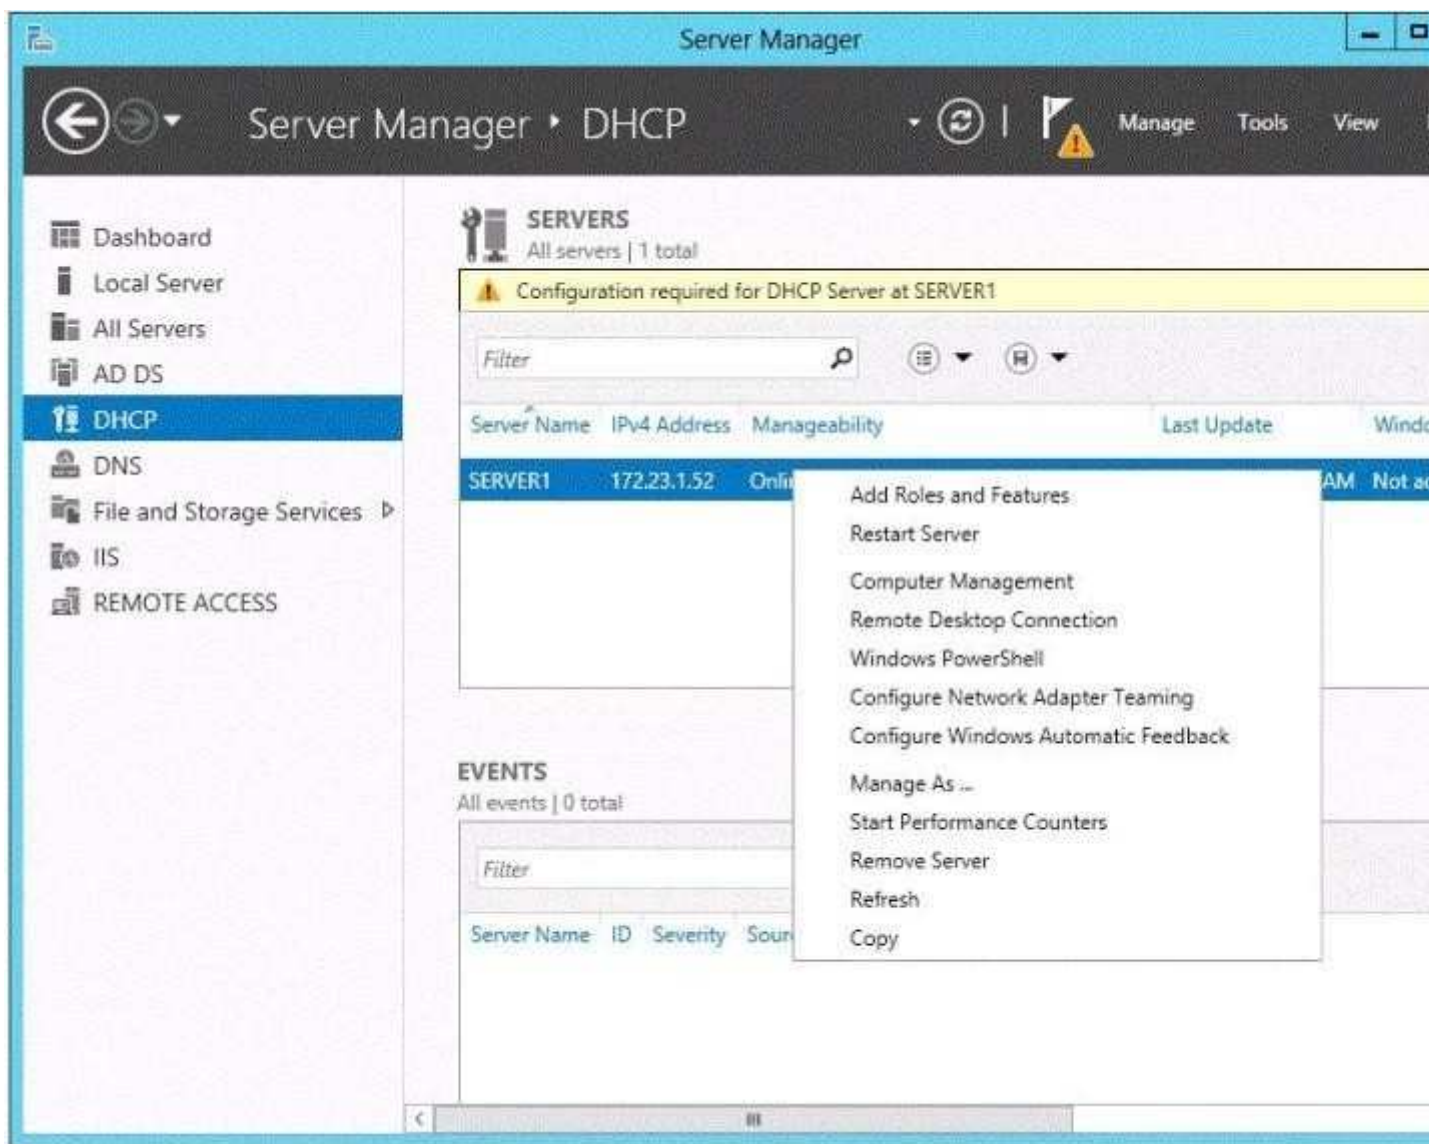 Server Manager
Server Manager • DHCP
Manage Tools View
Dashboard
Local Server
All Servers
AD DS
DHCP
DNS
File and Storage Services
IIS
REMOTE ACCESS
SERVERS
All servers | 1 total
Configuration required for DHCP Server at SERVER1
Filter
Server Name IPv4 Address Manageability Last Update
SERVER1 172.23.1.52 AM Not
Add Roles and Features
Restart Server
Computer Management
Remote Desktop Connection
Windows PowerShell
Configure Network Adapter Teaming
Configure Windows Automatic Feedback
Manage As ...
Start Performance Counters
Remove Server
Refresh
Copy
EVENTS
All events | 0 total
Filter
Server Name ID Severity